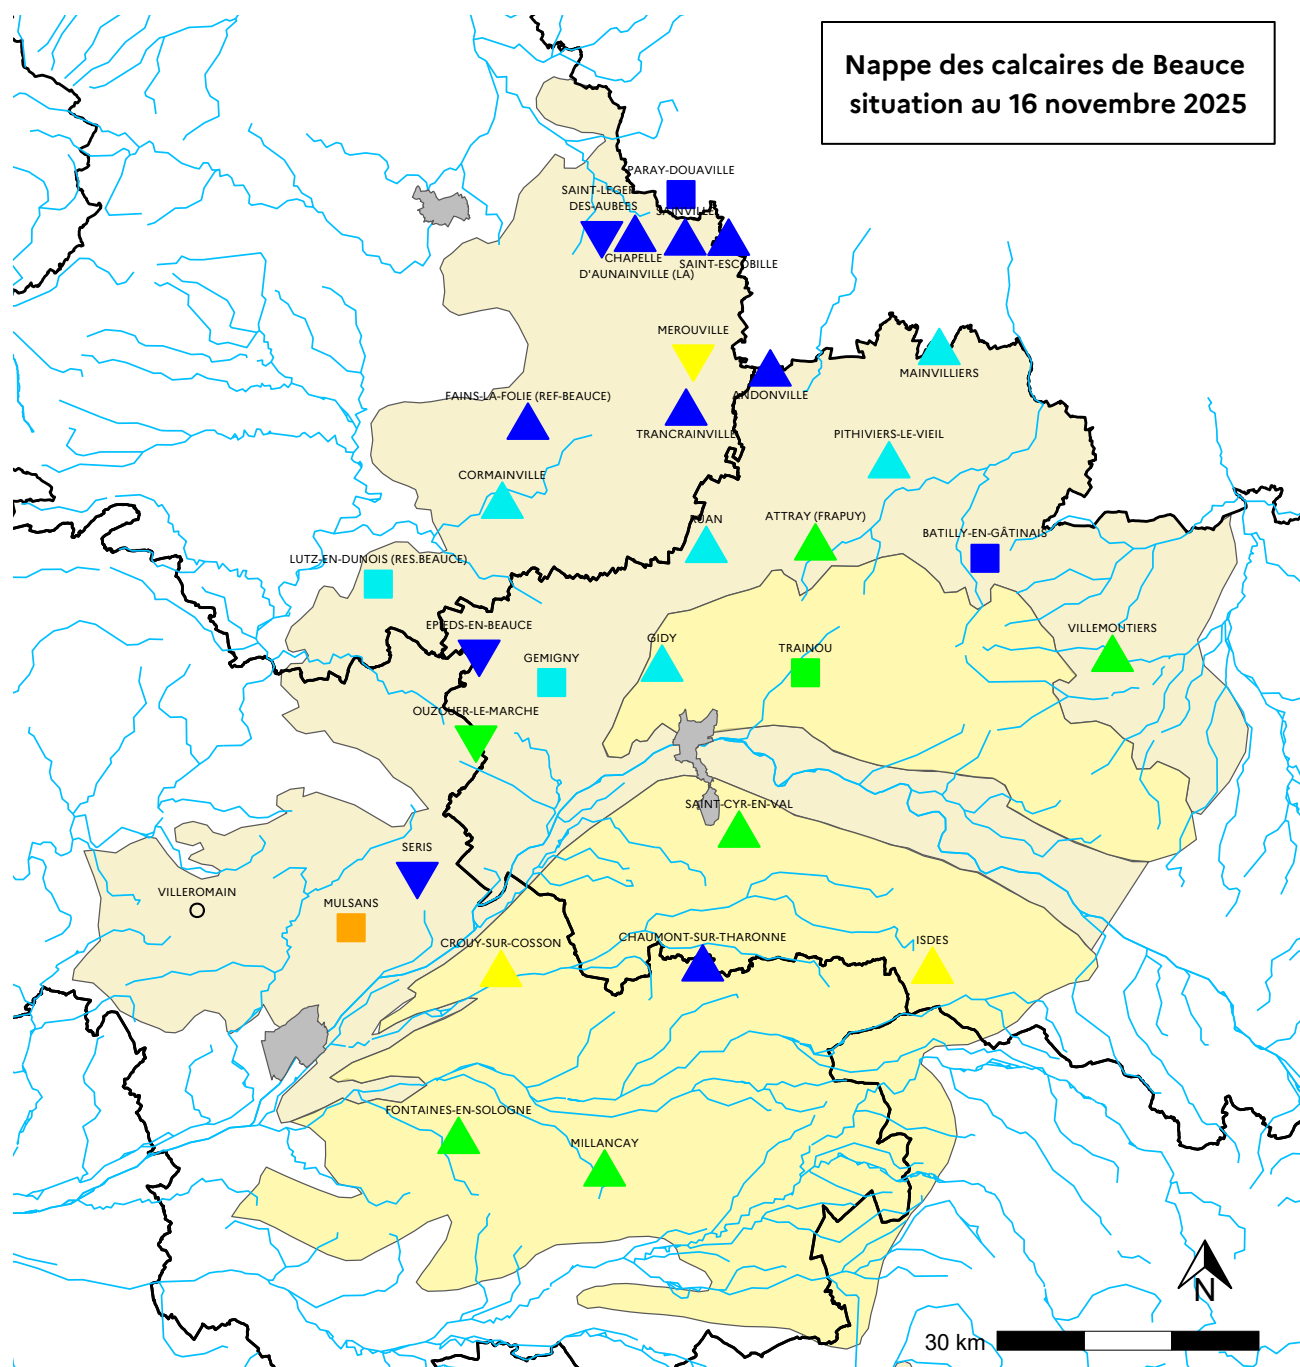 Nappe des calcaires de Beauce
situation au 16 novembre 2025
PARAY-DOUAVILLE
SAINT-LEGER-
DES-AUBEES
SAINVILLE
CHAPELLE
D'AUNAINVILLE (LA)
SAINT-ESCOBILLE
MEROUVILLE
MAINVILLIERS
ANDONVILLE
FAINS-LA-FOLIE (REF-BEAUCE)
TRANCRAINVILLE
PITHIVIERS-LE-VIEIL
CORMAINVILLE
RUAN
ATTRAY (FRAPUY)
BATILLY-EN-GÂTINAIS
LUTZ-EN-DUNOIS (RES.BEAUCE)
EPIEDS-EN-BEAUCE
GEMIGNY
GIDY
TRAINOU
VILLEMOUTIERS
OUZOUER-LE-MARCHE
SAINT-CYR-EN-VAL
SERIS
VILLEROMAIN
MULSANS
CROUY-SUR-COSSON
CHAUMONT-SUR-THARONNE
ISDES
FONTAINES-EN-SOLOGNE
MILLANCAY
N
30 km